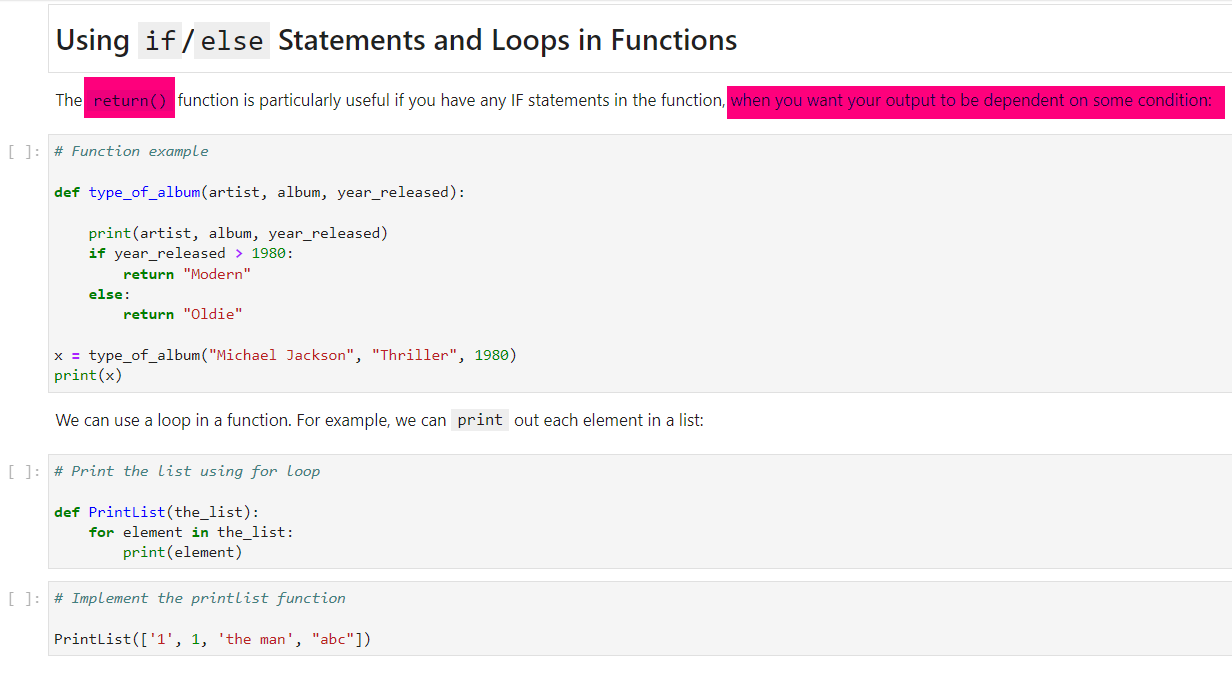 Using if/else Statements and Loops in Functions
The return() function is particularly useful if you have any IF statements in the function, when you want your output to be dependent on some condition:
[ ]: # Function example
def type_of_album(artist, album, year_released):
    print(artist, album, year_released)
    if year_released > 1980:
        return "Modern"
    else:
        return "Oldie"
x = type_of_album("Michael Jackson", "Thriller", 1980)
print(x)
We can use a loop in a function. For example, we can print out each element in a list:
[ ]: # Print the list using for loop
def PrintList(the_list):
    for element in the_list:
        print(element)
[ ]: # Implement the printlist function
PrintList(['1', 1, 'the man', "abc"])